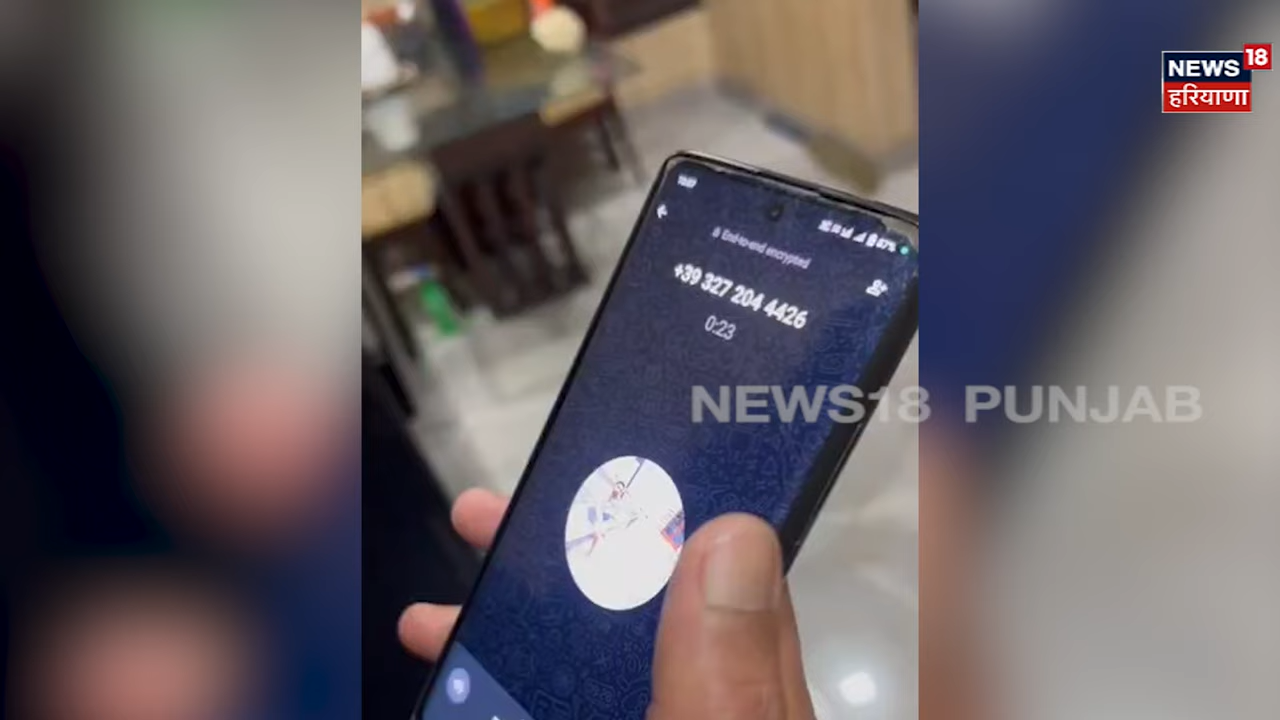 NEWS 18
हरियाणा
End-to-end encrypted
+39 327 204 4426
0:23
NEWS18 PUNJAB